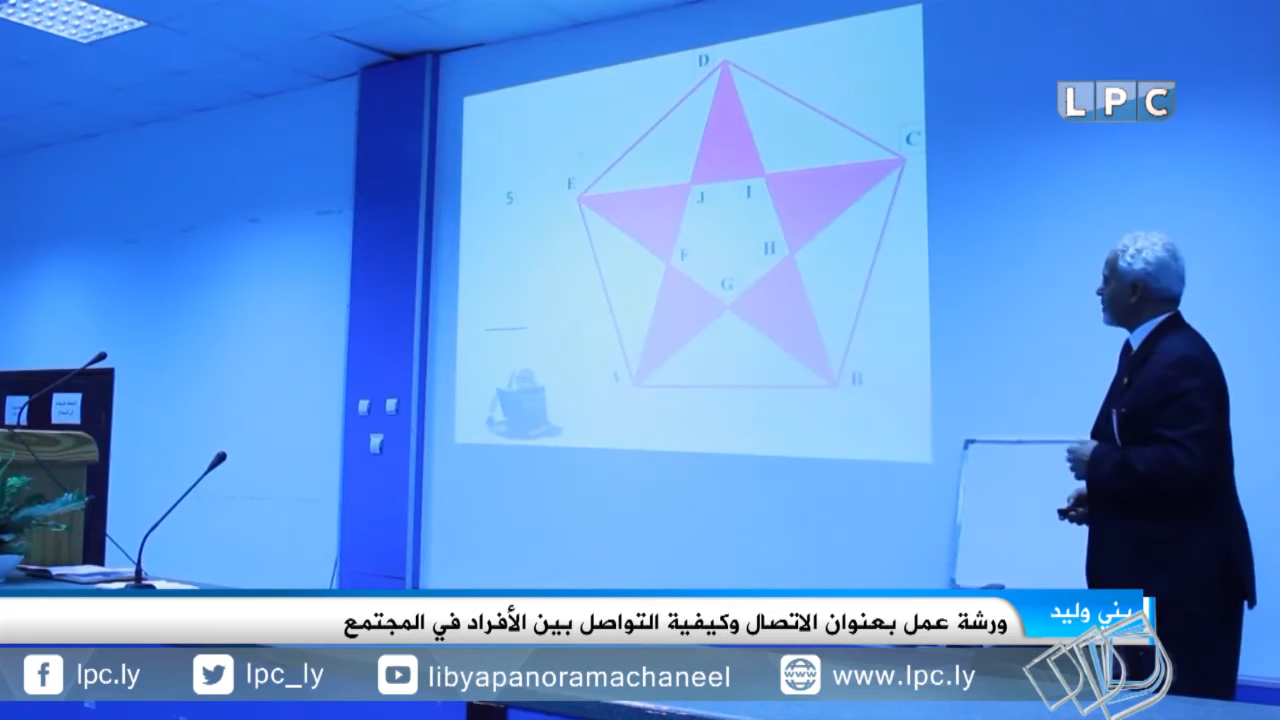 LPC
D
C
E
5
J
I
F
H
G
A
B
بني وليد
ورشة عمل بعنوان الاتصال وكيفية التواصل بين الأفراد في المجتمع
lpc.ly
lpc_ly
libyapanoramachaneel
www.lpc.ly